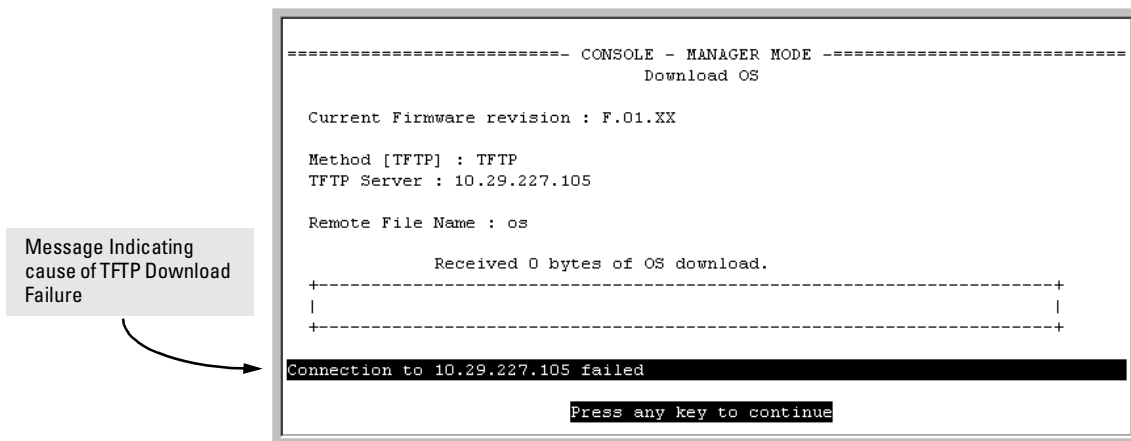 ==========================- CONSOLE - MANAGER MODE -============================
Download OS
Current Firmware revision : F.01.XX
Method [TFTP] : TFTP
TFTP Server : 10.29.227.105
Remote File Name : os
Received 0 bytes of OS download.
+----------------------------------------------------------------------+
| |
+----------------------------------------------------------------------+
Connection to 10.29.227.105 failed
Press any key to continue
Message Indicating
cause of TFTP Download
Failure